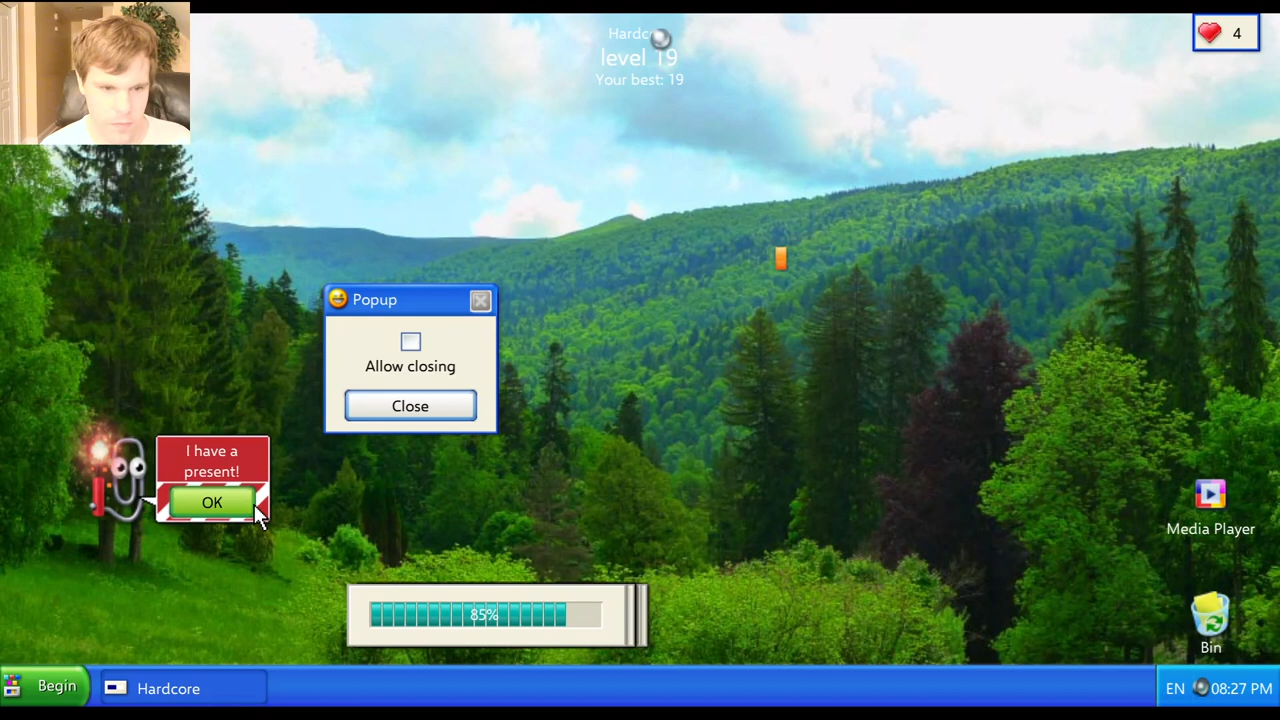 Hardc
level 19
Your best: 19
4
Popup
Allow closing
Close
I have a
present!
OK
Media Player
85%
Bin
Begin
Hardcore
EN
08:27 PM